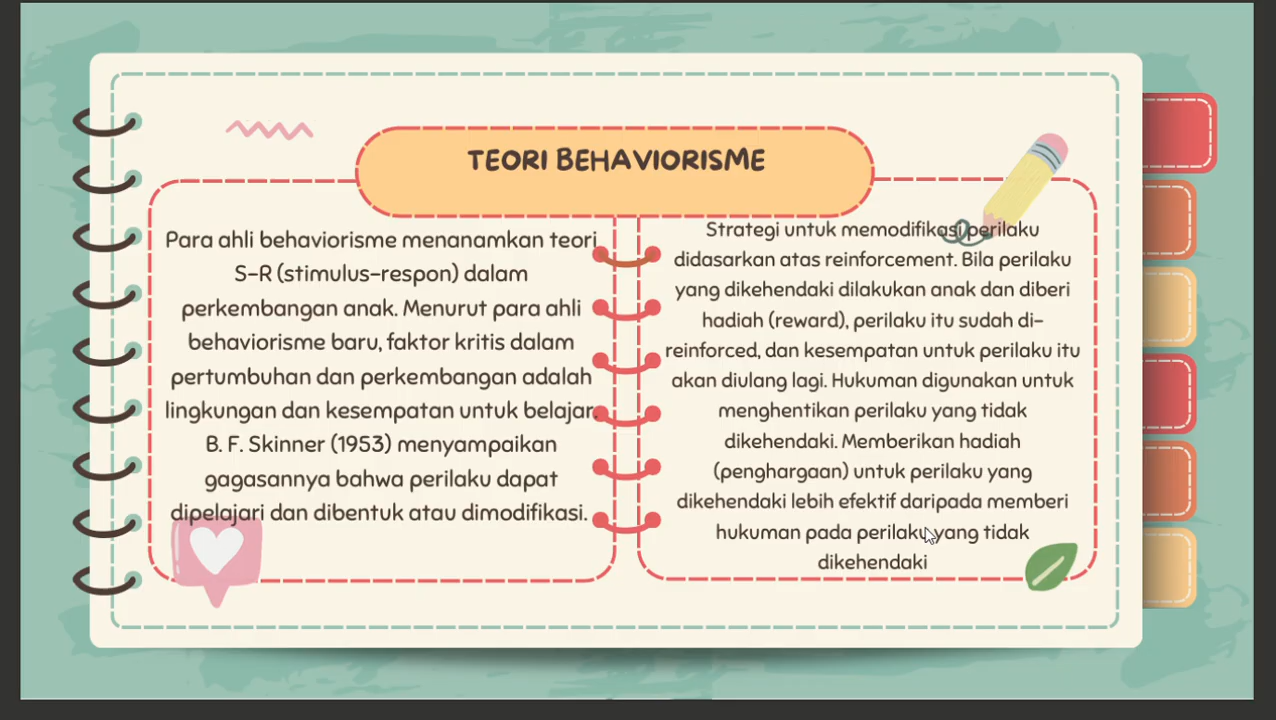 TEORI BEHAVIORISME
Para ahli behaviorisme menanamkan teori
S-R (stimulus-respon) dalam
perkembangan anak. Menurut para ahli
behaviorisme baru, faktor kritis dalam
pertumbuhan dan perkembangan adalah
lingkungan dan kesempatan untuk belajar.
B. F. Skinner (1953) menyampaikan
gagasannya bahwa perilaku dapat
dipelajari dan dibentuk atau dimodifikasi.
Strategi untuk memodifikasi perilaku
didasarkan atas reinforcement. Bila perilaku
yang dikehendaki dilakukan anak dan diberi
hadiah (reward), perilaku itu sudah di-
reinforced, dan kesempatan untuk perilaku itu
akan diulang lagi. Hukuman digunakan untuk
menghentikan perilaku yang tidak
dikehendaki. Memberikan hadiah
(penghargaan) untuk perilaku yang
dikehendaki lebih efektif daripada memberi
hukuman pada perilaku yang tidak
dikehendaki